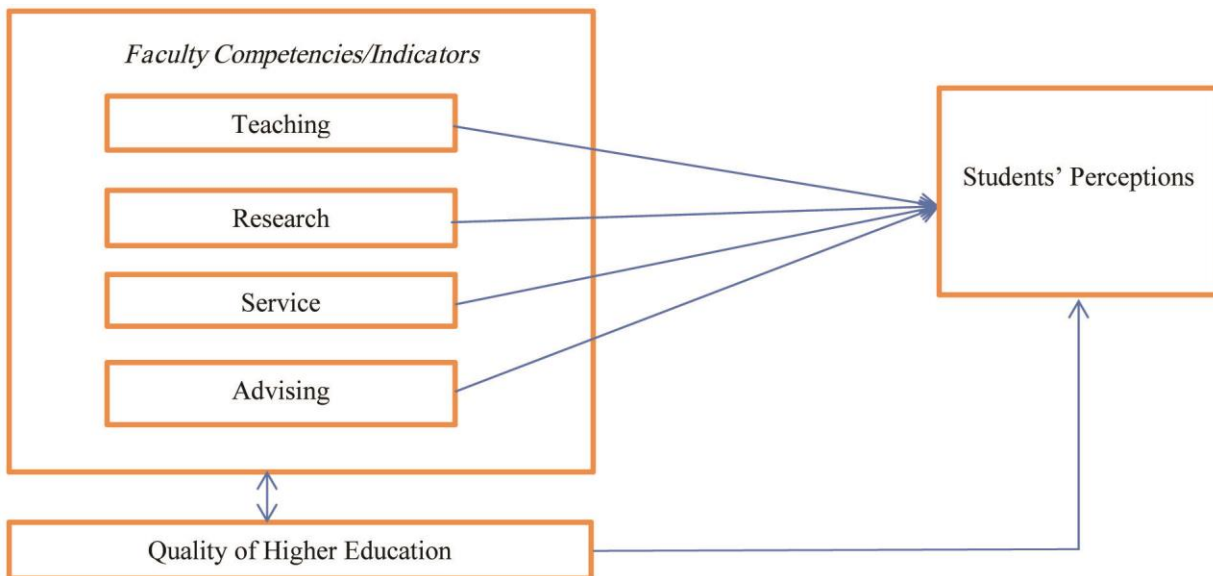 Faculty Competencies/Indicators
Teaching
Research
Service
Advising
Students’ Perceptions
Quality of Higher Education